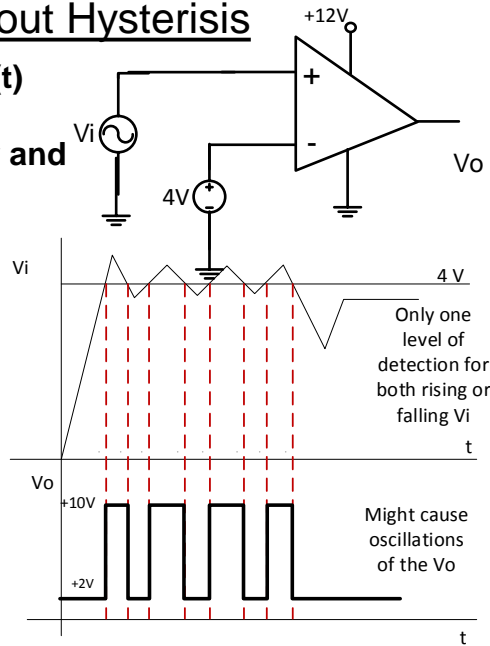 out Hysterisis
+12V
t)
+
Vi
and
-
Vo
4V
Vi
4 V
Only one
level of
detection for
both rising or
falling Vi
t
Vo
+10V
Might cause
oscillations
of the Vo
+2V
t